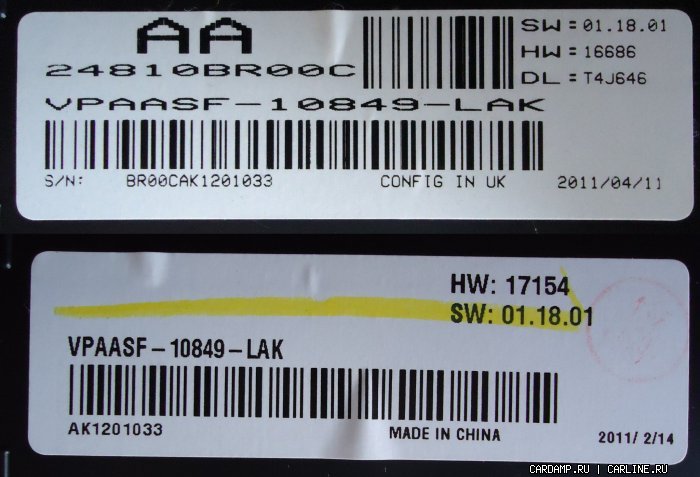 AA
24810BR00C
SW = 01.18.01
HW = 16686
DL = T4J646
VPAASF-10849-LAK
S/N: BR00CAK1201033 CONFIG IN UK 2011/04/11
HW: 17154
SW: 01.18.01
VPAASF-10849-LAK
AK1201033 MADE IN CHINA 2011/ 2/14
CARDAMP.RU | CARLINE.RU